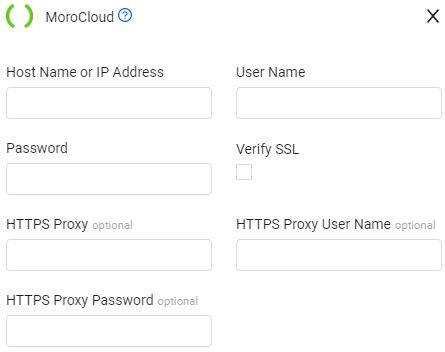 MoroCloud ?
Host Name or IP Address
User Name
Password
Verify SSL
HTTPS Proxy optional
HTTPS Proxy User Name optional
HTTPS Proxy Password optional